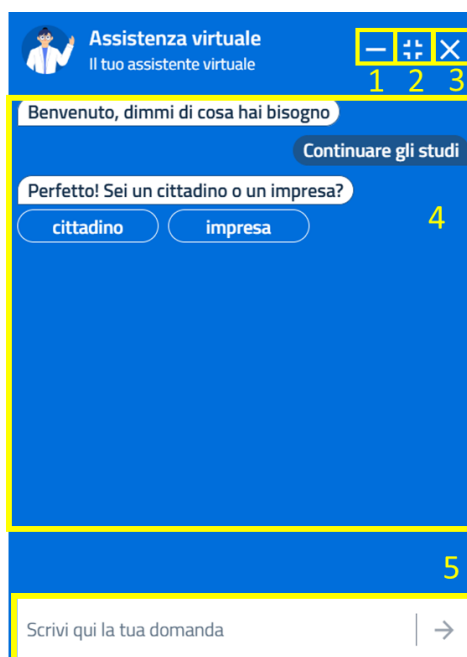 Assistenza virtuale
Il tuo assistente virtuale
1 2 3
Benvenuto, dimmi di cosa hai bisogno
Continuare gli studi
Perfetto! Sei un cittadino o un impresa?
4
cittadino impresa
5
Scrivi qui la tua domanda